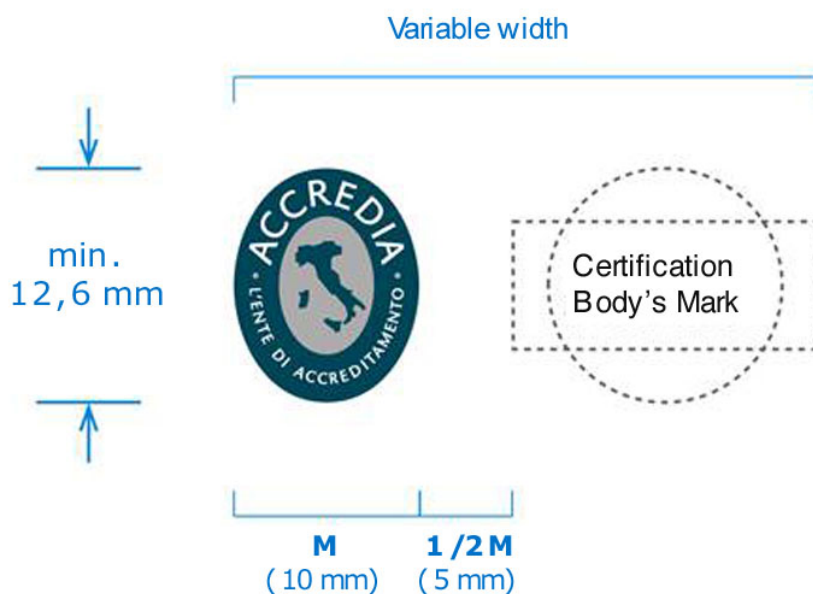 Variable width
min.
12,6 mm
ACCREDIA
• L'ENTE DI ACCREDITAMENTO •
Certification
Body's Mark
M 1/2 M
(10 mm) (5 mm)